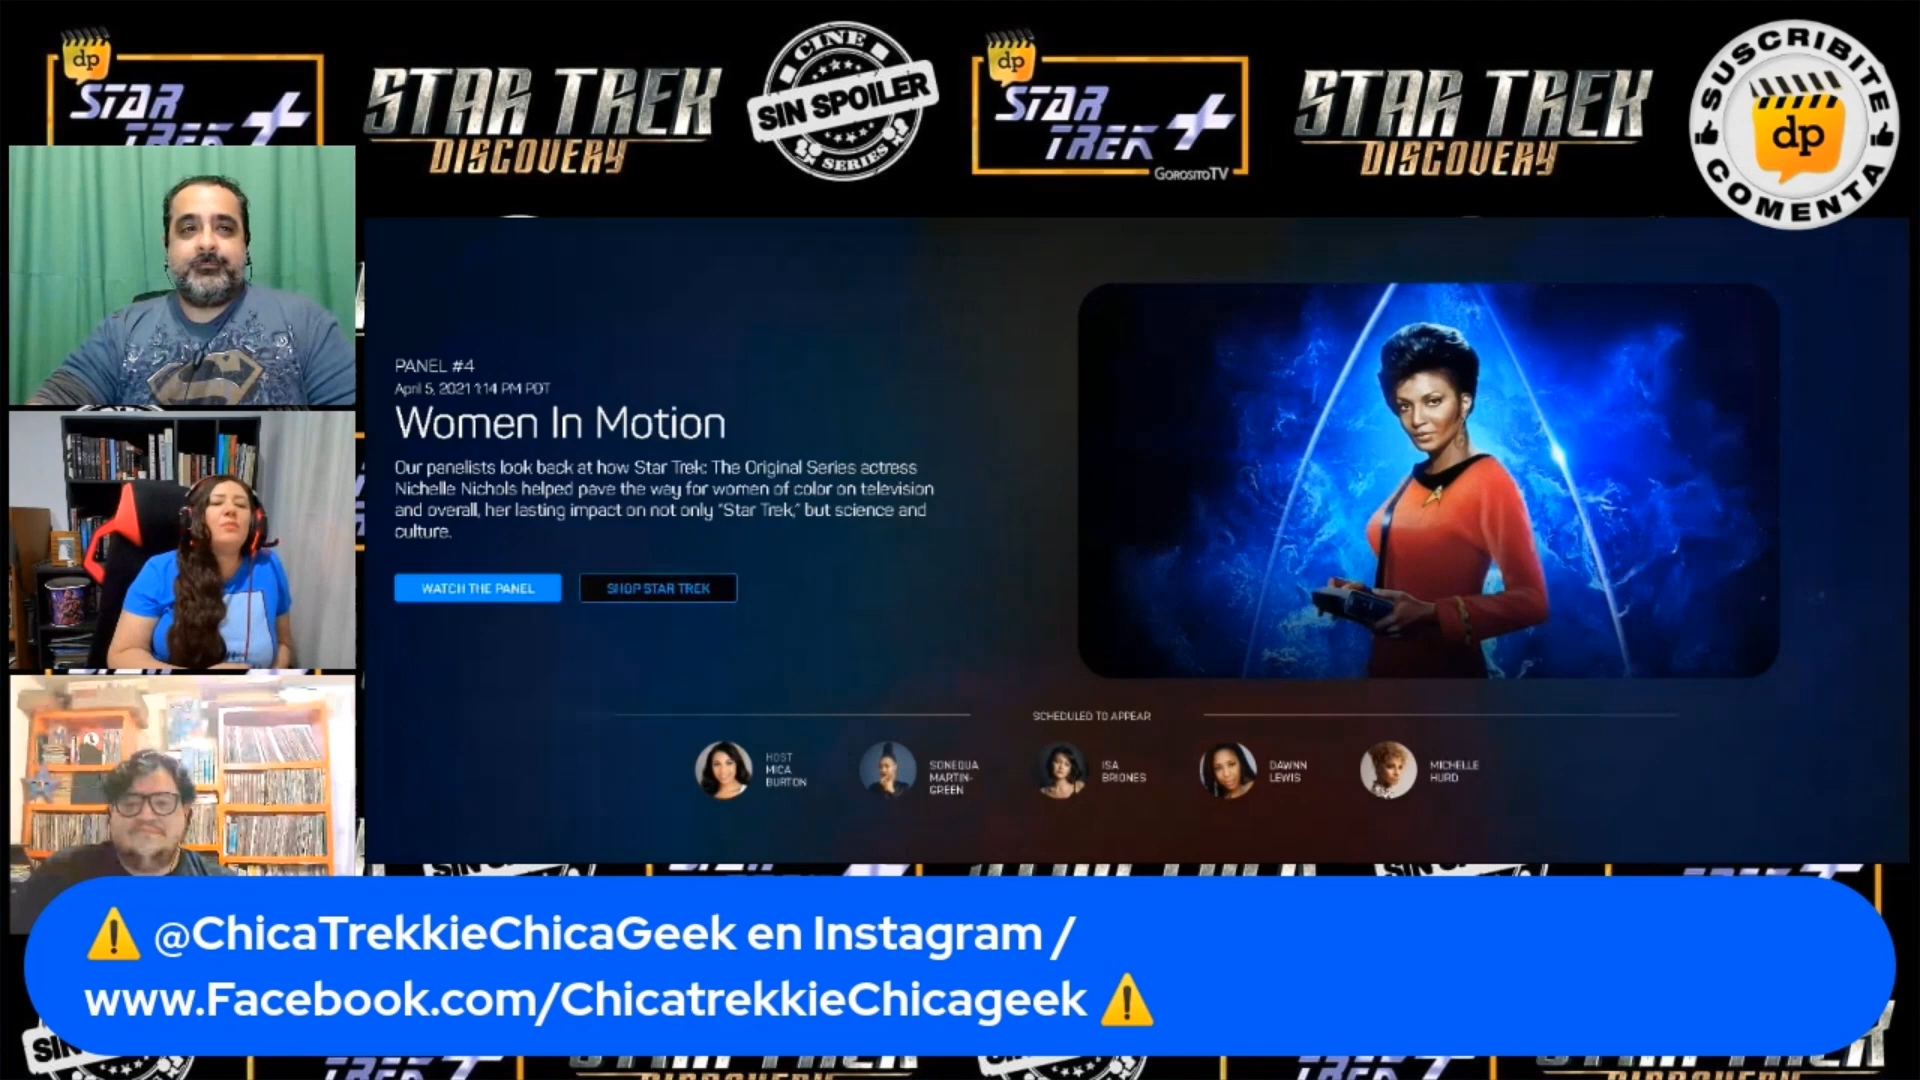 dp
STAR
TREK +
STAR TREK
DISCOVERY
CINE
SIN SPOILER
SERIES
dp
STAR
TREK +
GOROSITOTV
STAR TREK
DISCOVERY
SUSCRIBITE
dp
COMENTA
PANEL #4
April 5, 2021 1:14 PM PDT
Women In Motion
Our panelists look back at how Star Trek: The Original Series actress
Nichelle Nichols helped pave the way for women of color on television
and overall, her lasting impact on not only "Star Trek," but science and
culture.
WATCH THE PANEL
SHOP STAR TREK
SCHEDULED TO APPEAR
HOST
MICA
BURTON
SONEQUA
MARTIN-
GREEN
ISA
BRIONES
DAWNN
LEWIS
MICHELLE
HURD
⚠️ @ChicaTrekkieChicaGeek en Instagram /
www.Facebook.com/ChicatrekkieChicageek ⚠️